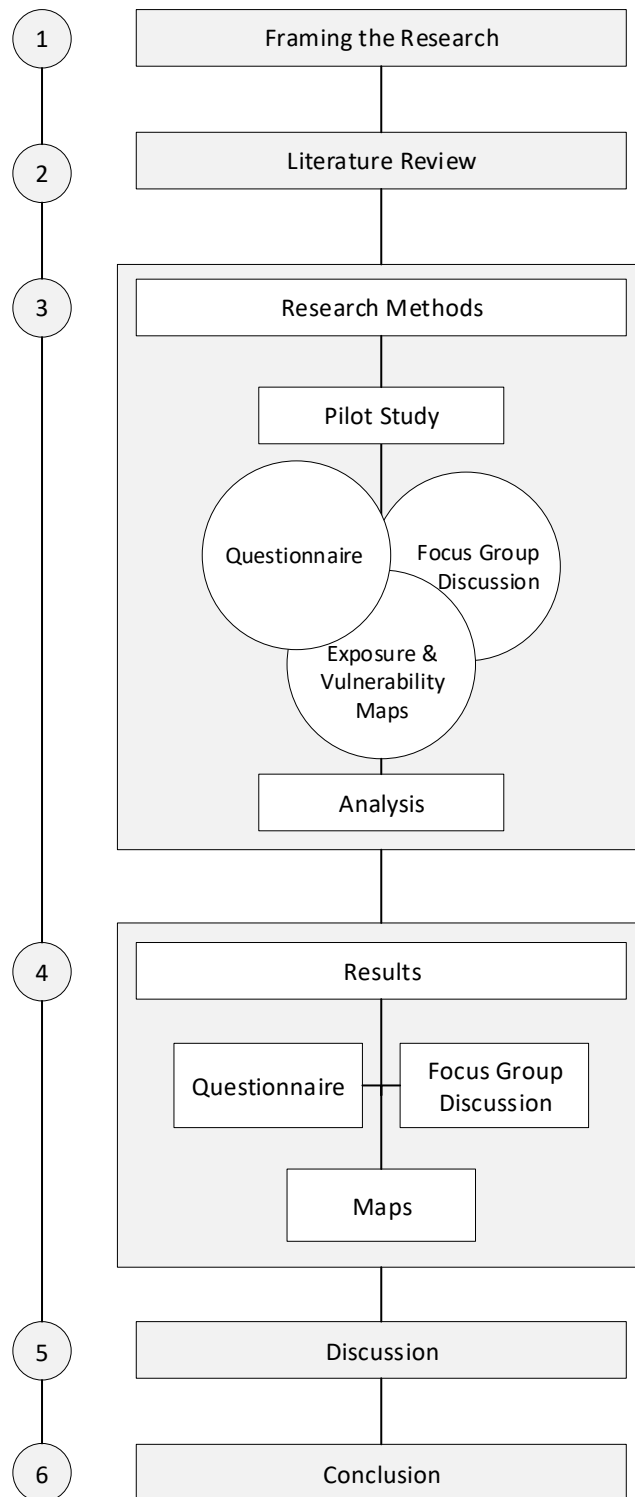 1
Framing the Research
2
Literature Review
3
Research Methods
Pilot Study
Questionnaire
Focus Group
Discussion
Exposure &
Vulnerability
Maps
Analysis
4
Results
Questionnaire
Focus Group
Discussion
Maps
5
Discussion
6
Conclusion